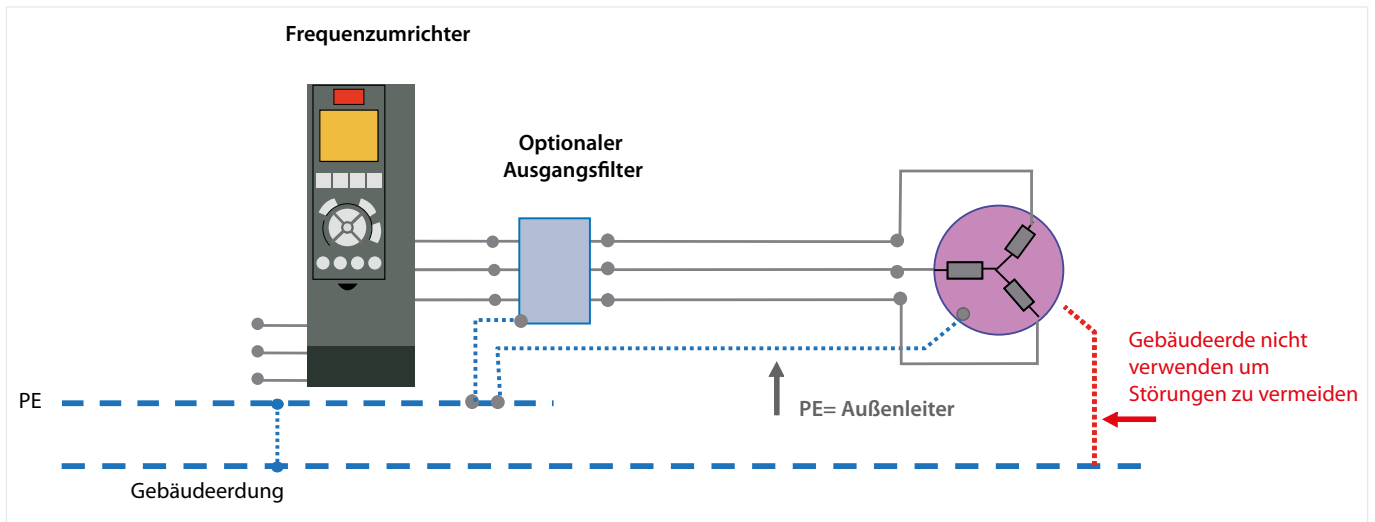 Frequenzumrichter
Optionaler
Ausgangsfilter
Gebäudeerde nicht
verwenden um
Störungen zu vermeiden
PE
PE= Außenleiter
Gebäudeerdung